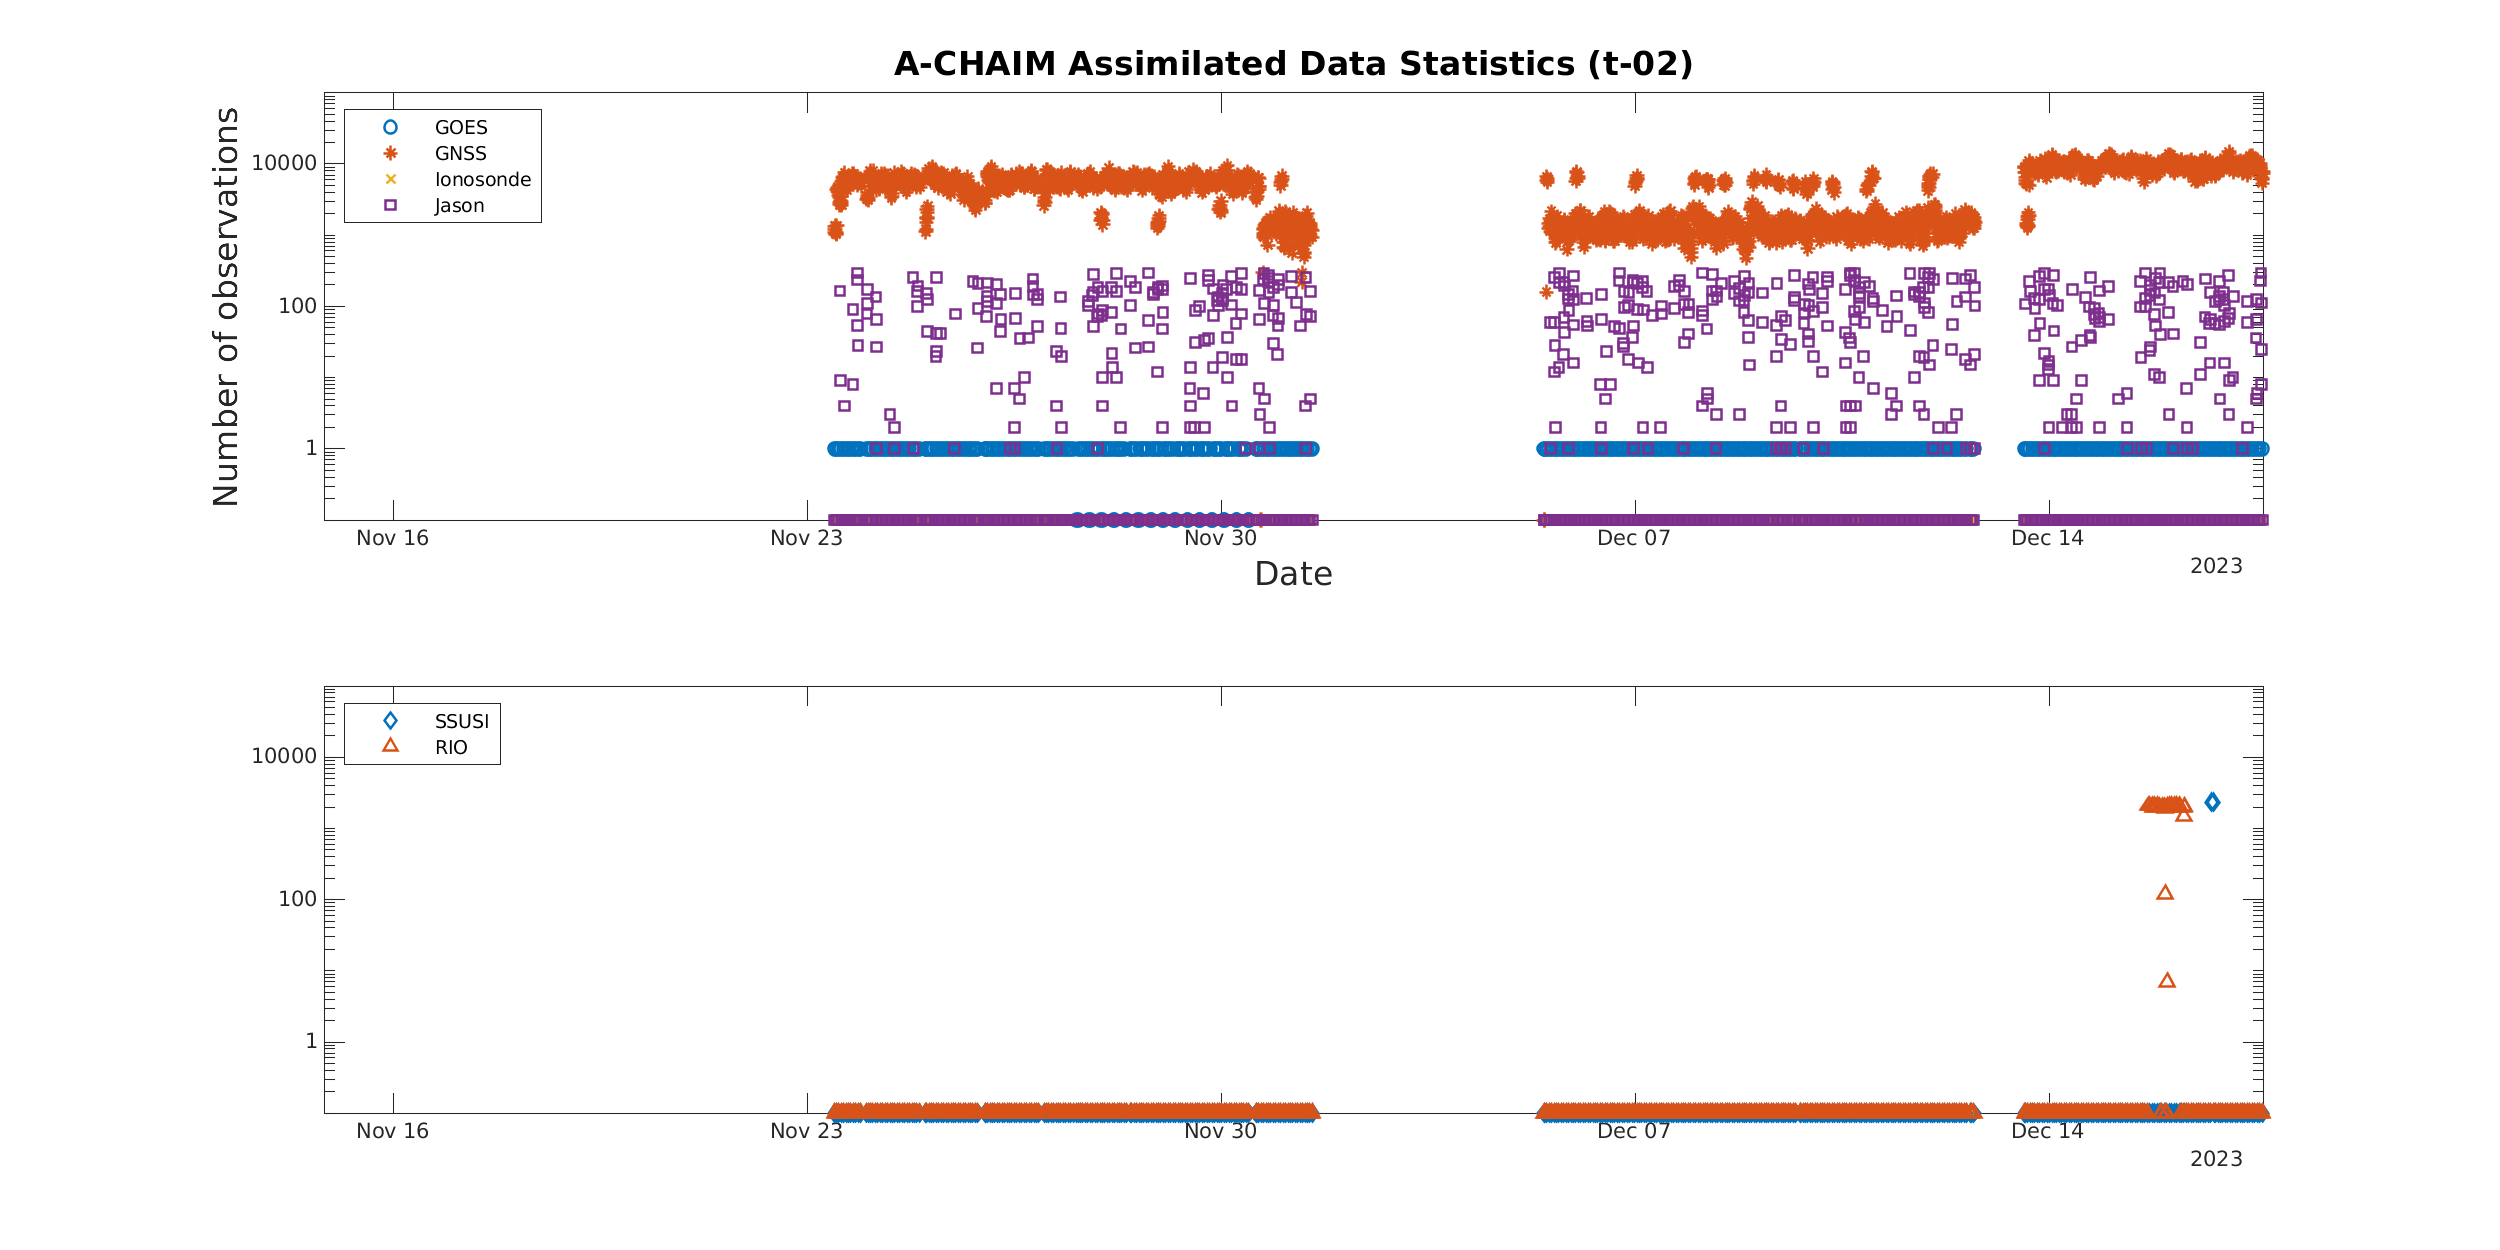 A-CHAIM Assimilated Data Statistics (t-02)
Number of observations
10000
100
1
GOES
GNSS
Ionosonde
Jason
Nov 16
Nov 23
Nov 30
Dec 07
Dec 14
2023
Date
10000
100
1
SSUSI
RIO
Nov 16
Nov 23
Nov 30
Dec 07
Dec 14
2023